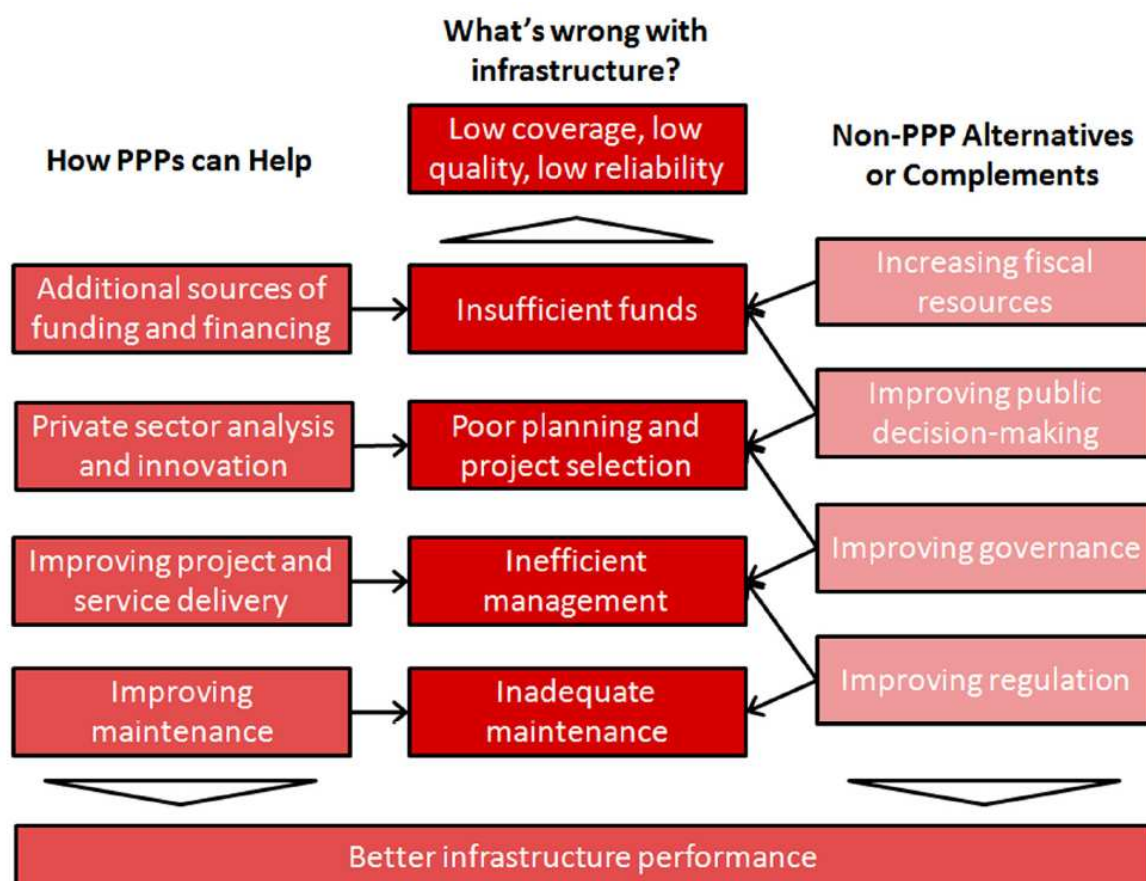 What's wrong with
infrastructure?
How PPPs can Help
Low coverage, low
quality, low reliability
Non-PPP Alternatives
or Complements
Additional sources of
funding and financing
Insufficient funds
Increasing fiscal
resources
Private sector analysis
and innovation
Poor planning and
project selection
Improving public
decision-making
Improving project and
service delivery
Inefficient
management
Improving governance
Improving
maintenance
Inadequate
maintenance
Improving regulation
Better infrastructure performance